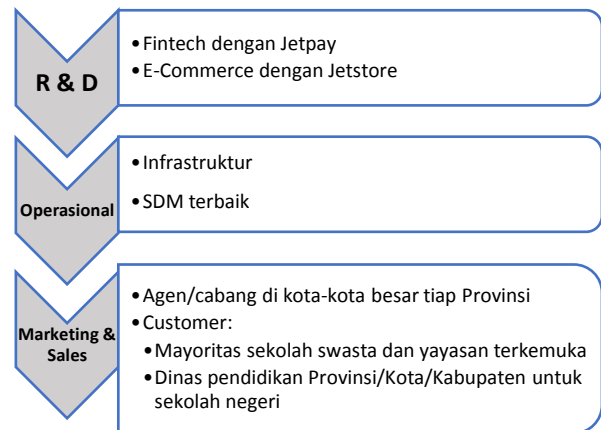 R & D
•Fintech dengan Jetpay
•E-Commerce dengan Jetstore
Operasional
•Infrastruktur
•SDM terbaik
Marketing &
Sales
•Agen/cabang di kota-kota besar tiap Provinsi
•Customer:
•Mayoritas sekolah swasta dan yayasan terkemuka
•Dinas pendidikan Provinsi/Kota/Kabupaten untuk
sekolah negeri